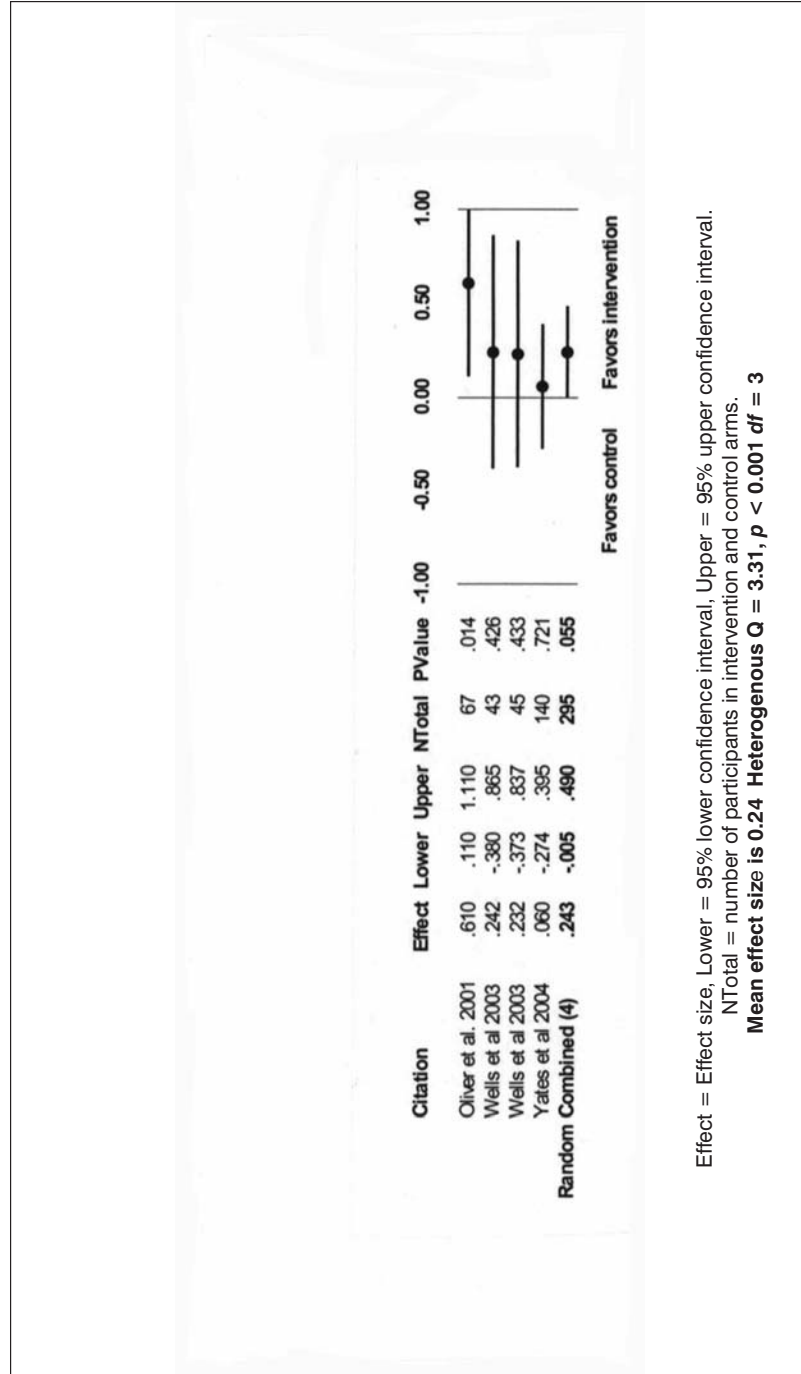 Citation Effect Lower Upper NTotal PValue -1.00 -0.50 0.00 0.50 1.00
Oliver et al. 2001 .610 .110 1.110 67 .014
Wells et al 2003 .242 -.380 .865 43 .426
Wells et al 2003 .232 -.373 .837 45 .433
Yates et al 2004 .060 -.274 .395 140 .721
Random Combined (4) .243 -.005 .490 295 .055
Favors control Favors intervention
Effect = Effect size, Lower = 95% lower confidence interval, Upper = 95% upper confidence interval.
NTotal = number of participants in intervention and control arms.
Mean effect size is 0.24 Heterogenous Q = 3.31, p < 0.001 df = 3